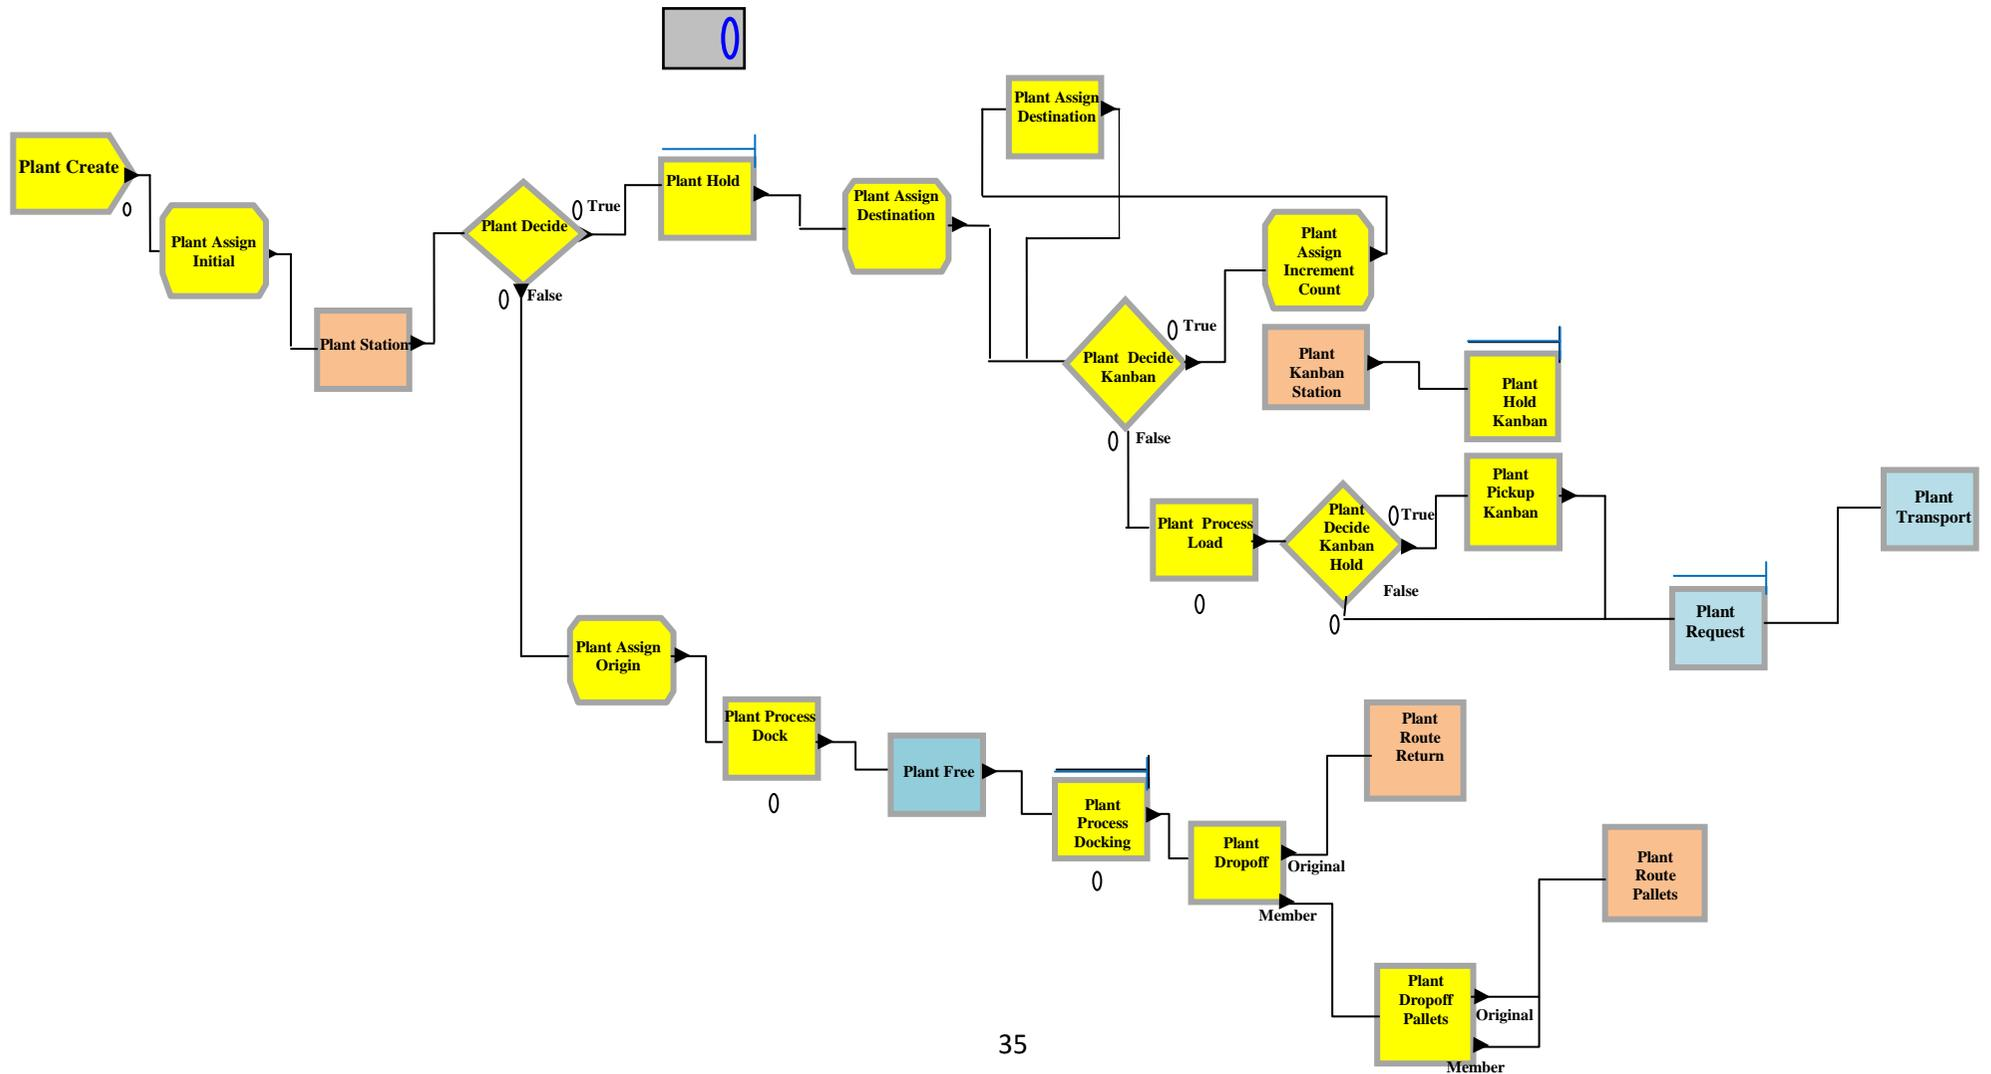 0
Plant Assign
Destination
Plant Create
0
Plant Assign
Initial
Plant Station
Plant Decide
0 True
0 False
Plant Hold
Plant Assign
Destination
Plant
Assign
Increment
Count
Plant Decide
Kanban
0 True
0 False
Plant
Kanban
Station
Plant
Hold
Kanban
Plant Process
Load
0
Plant
Decide
Kanban
Hold
0 True
False
0
Plant
Pickup
Kanban
Plant
Request
Plant
Transport
Plant Assign
Origin
Plant Process
Dock
0
Plant Free
Plant
Process
Docking
0
Plant
Dropoff
Original
Member
Plant
Route
Return
Plant
Route
Pallets
Plant
Dropoff
Pallets
Original
Member
35